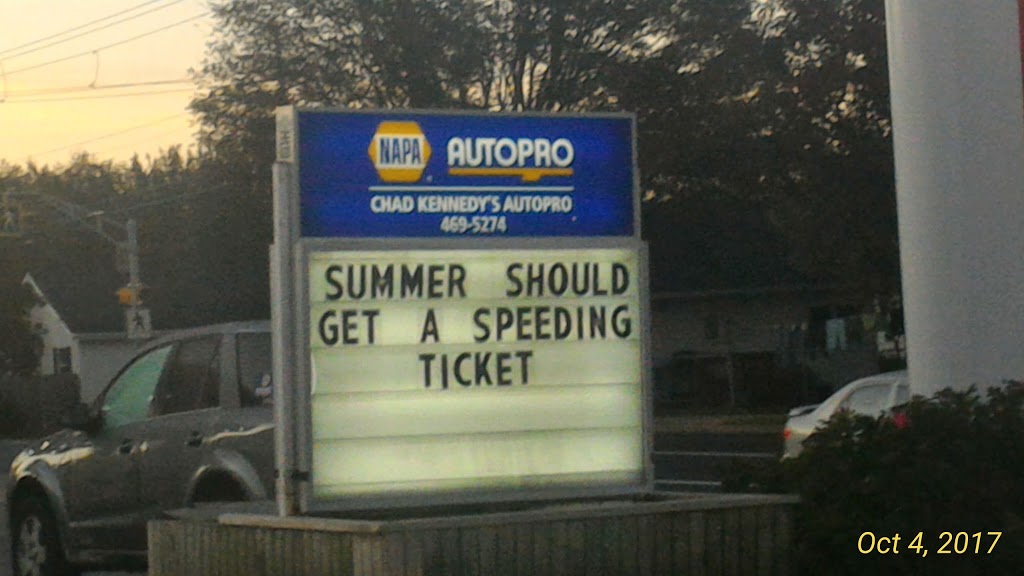 NAPA AUTOPRO
CHAD KENNEDY'S AUTOPRO
469-5274
SUMMER SHOULD
GET A SPEEDING
TICKET
Oct 4, 2017